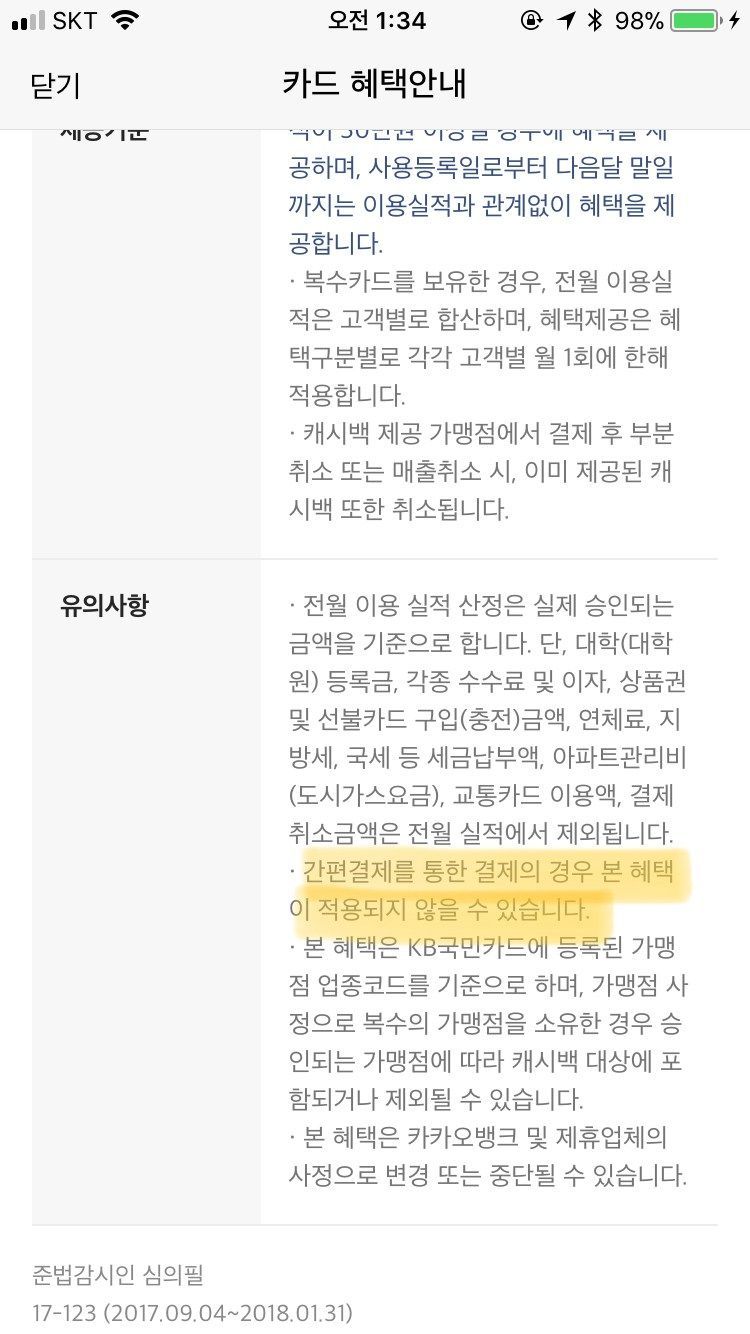 SKT 오전 1:34 98%
닫기 카드 혜택안내
제공기준
적이 30만원 이상일 경우에 혜택을 제
공하며, 사용등록일로부터 다음달 말일
까지는 이용실적과 관계없이 혜택을 제
공합니다.
· 복수카드를 보유한 경우, 전월 이용실
적은 고객별로 합산하며, 혜택제공은 혜
택구분별로 각각 고객별 월 1회에 한해
적용합니다.
· 캐시백 제공 가맹점에서 결제 후 부분
취소 또는 매출취소 시, 이미 제공된 캐
시백 또한 취소됩니다.
유의사항
· 전월 이용 실적 산정은 실제 승인되는
금액을 기준으로 합니다. 단, 대학(대학
원) 등록금, 각종 수수료 및 이자, 상품권
및 선불카드 구입(충전)금액, 연체료, 지
방세, 국세 등 세금납부액, 아파트관리비
(도시가스요금), 교통카드 이용액, 결제
취소금액은 전월 실적에서 제외됩니다.
· 간편결제를 통한 결제의 경우 본 혜택
이 적용되지 않을 수 있습니다.
· 본 혜택은 KB국민카드에 등록된 가맹
점 업종코드를 기준으로 하며, 가맹점 사
정으로 복수의 가맹점을 소유한 경우 승
인되는 가맹점에 따라 캐시백 대상에 포
함되거나 제외될 수 있습니다.
· 본 혜택은 카카오뱅크 및 제휴업체의
사정으로 변경 또는 중단될 수 있습니다.
준법감시인 심의필
17-123 (2017.09.04~2018.01.31)